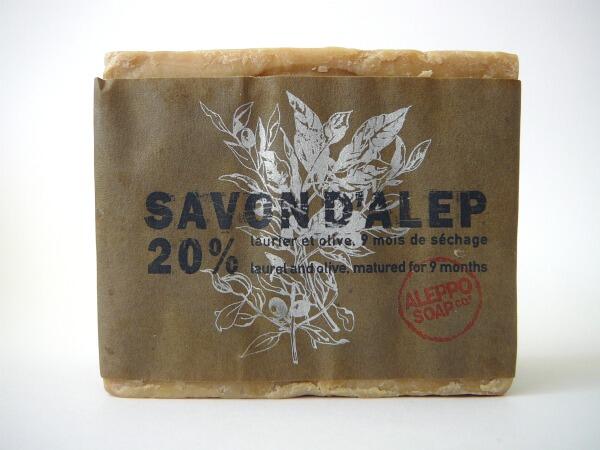 SAVON D'ALEP
20%
laurier et olive, 9 mois de séchage
laurel and olive, matured for 9 months
ALEPPO
SOAP CO